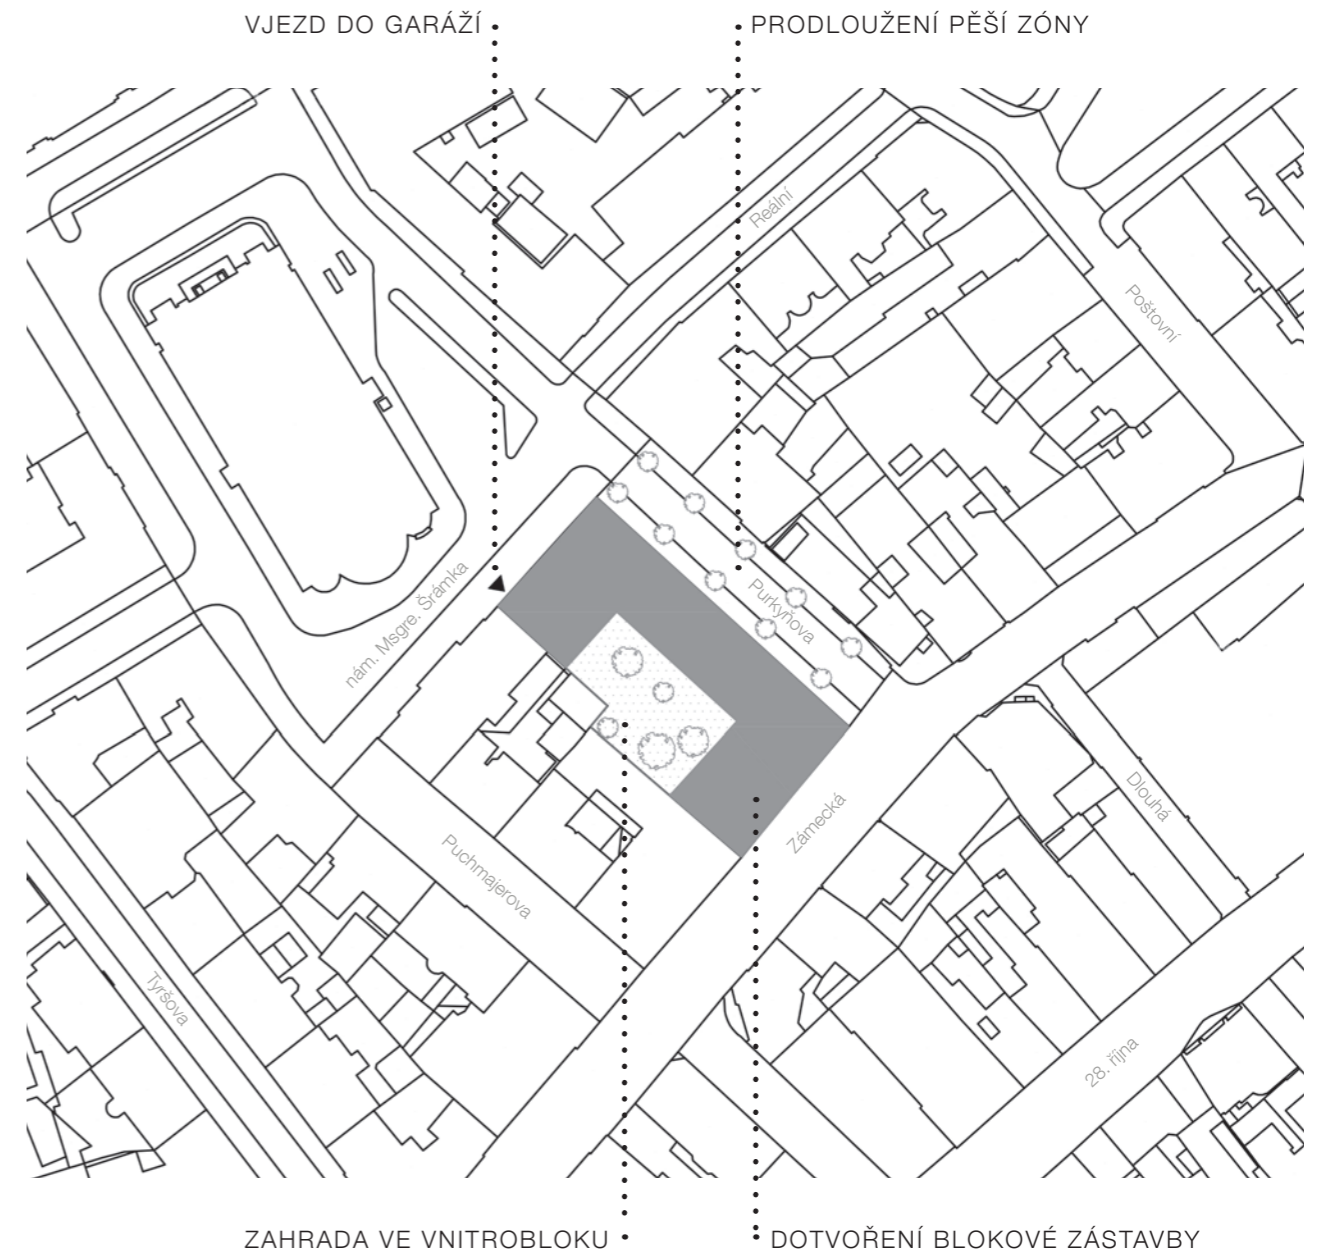 VJEZD DO GARÁŽÍ
PRODLOUŽENÍ PĚŠÍ ZÓNY
Reální
Poštovní
nám. Msgre. Šrámka
Purkyňova
Dlouhá
Zámecká
Puchmajerova
Tyršova
28. října
ZAHRADA VE VNITROBLOKU
DOTVOŘENÍ BLOKOVÉ ZÁSTAVBY